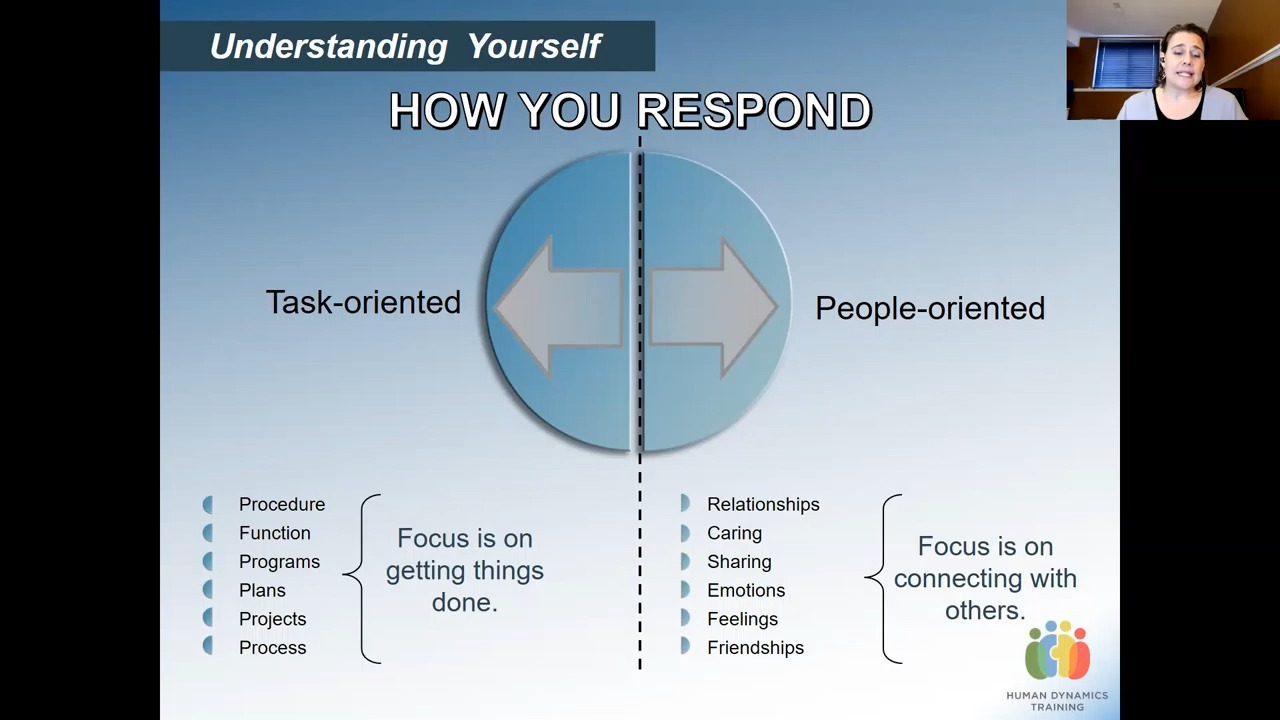 Understanding Yourself
HOW YOU RESPOND
Task-oriented
People-oriented
Procedure
Function
Programs
Plans
Projects
Process
Focus is on
getting things
done.
Relationships
Caring
Sharing
Emotions
Feelings
Friendships
Focus is on
connecting with
others.
HUMAN DYNAMICS
TRAINING